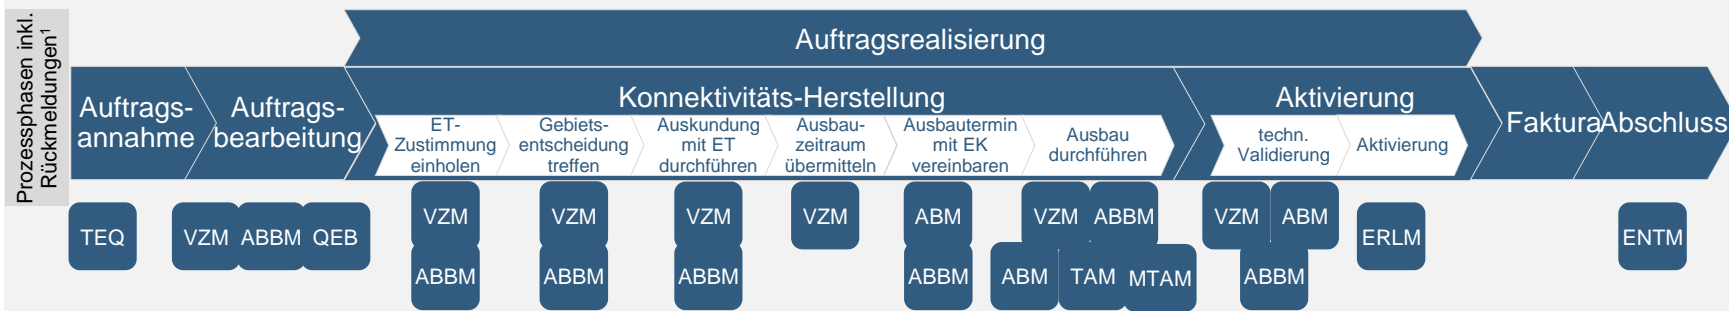 Prozessphasen inkl.
Rückmeldungen¹
Auftragsrealisierung
Auftrags-
annahme
Auftrags-
bearbeitung
Konnektivitäts-Herstellung
ET-
Zustimmung
einholen
Gebiets-
entscheidung
treffen
Auskundung
mit ET
durchführen
Ausbau-
zeitraum
übermitteln
Ausbautermin
mit EK
vereinbaren
Ausbau
durchführen
Aktivierung
techn.
Validierung
Aktivierung
Faktura
Abschluss
TEQ
VZM ABBM QEB
VZM
ABBM
VZM
ABBM
VZM
ABBM
VZM
ABM
ABBM
VZM ABBM
ABM TAM MTAM
VZM ABM
ABBM
ERLM
ENTM